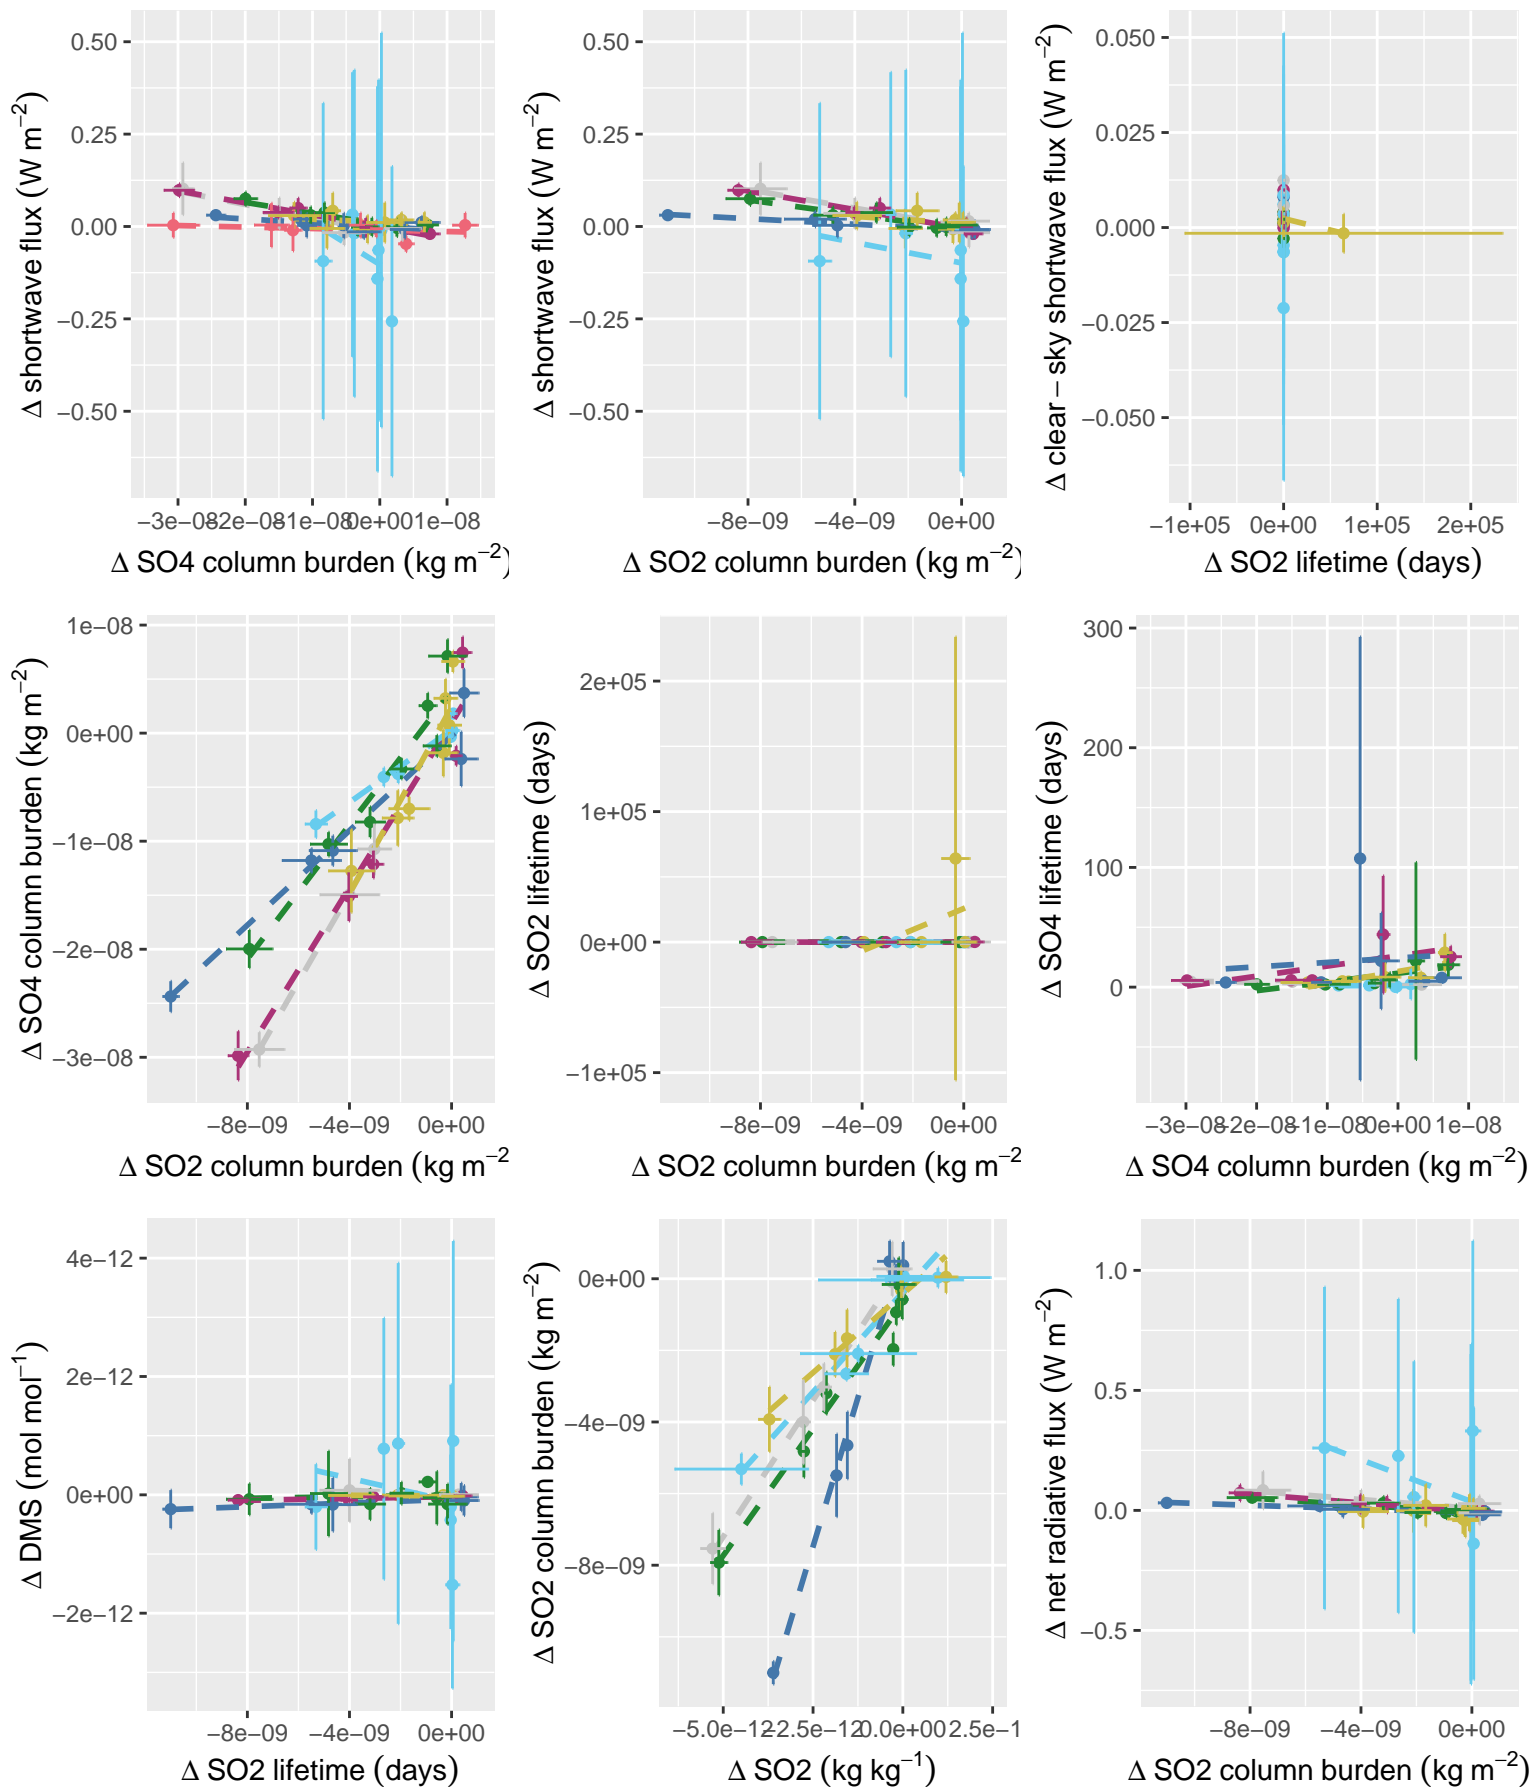 0.50
0.25
0.00
−0.25
−0.50
Δ shortwave flux (W m−2)
−3e−08 −2e−08 −1e−08 0e+00 1e−08
Δ SO4 column burden (kg m−2)
0.50
0.25
0.00
−0.25
−0.50
Δ shortwave flux (W m−2)
−8e−09 −4e−09 0e+00
Δ SO2 column burden (kg m−2)
0.050
0.025
0.000
−0.025
−0.050
Δ clear − sky shortwave flux (W m−2)
−1e+05 0e+00 1e+05 2e+05
Δ SO2 lifetime (days)
1e−08
0e+00
−1e−08
−2e−08
−3e−08
Δ SO4 column burden (kg m−2)
−8e−09 −4e−09 0e+00
Δ SO2 column burden (kg m−2
2e+05
1e+05
0e+00
−1e+05
Δ SO2 lifetime (days)
−8e−09 −4e−09 0e+00
Δ SO2 column burden (kg m−2
300
200
100
0
Δ SO4 lifetime (days)
−3e−08 −2e−08 −1e−08 0e+00 1e−08
Δ SO4 column burden (kg m−2)
4e−12
2e−12
0e+00
−2e−12
Δ DMS (mol mol−1)
−8e−09 −4e−09 0e+00
Δ SO2 lifetime (days)
0e+00
−4e−09
−8e−09
Δ SO2 column burden (kg m−2)
−5.0e−12 −2.5e−12 0.0e+00 2.5e−1
Δ SO2 (kg kg−1)
1.0
0.5
0.0
−0.5
Δ net radiative flux (W m−2)
−8e−09 −4e−09 0e+00
Δ SO2 column burden (kg m−2)